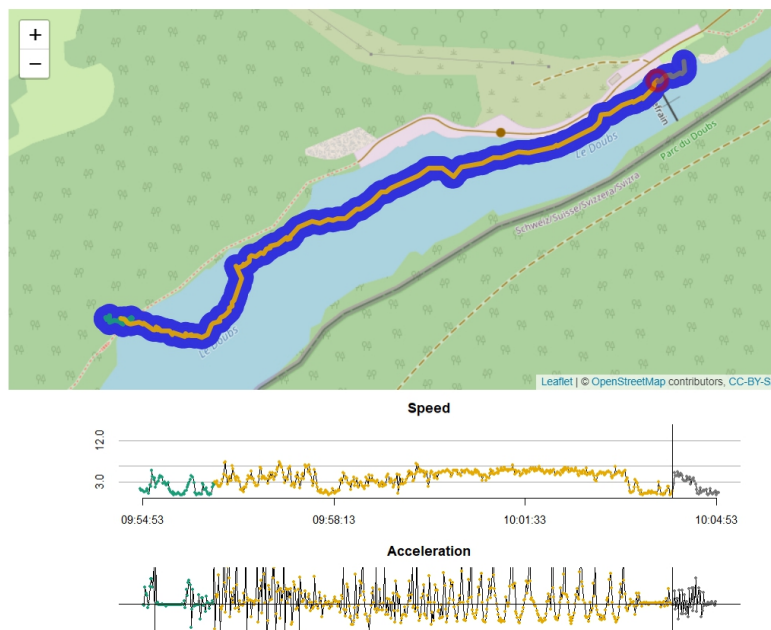 +
−
frain
Le Doubs
Parc du Doubs
Schweiz/Suisse/Svizzera/Svizra
Le Doubs
Leaflet | © OpenStreetMap contributors, CC-BY-S
Speed
12.0
3.0
09:54:53
09:58:13
10:01:33
10:04:53
Acceleration